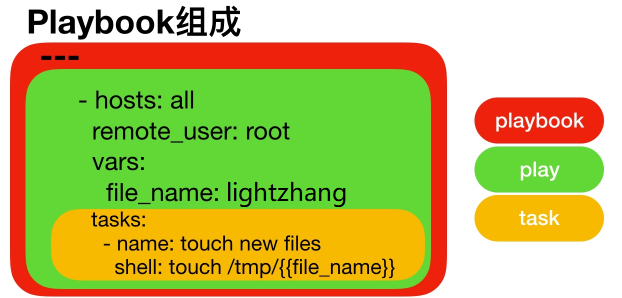 Playbook组成
---
- hosts: all
remote_user: root
vars:
file_name: lightzhang
tasks:
- name: touch new files
shell: touch /tmp/{{file_name}}
playbook
play
task